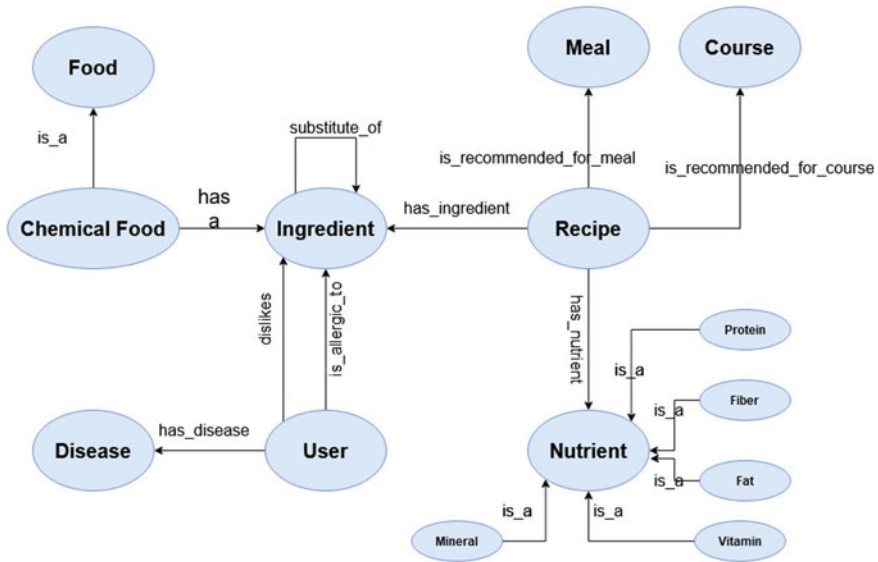 Meal
Course
Food
substitute_of
is_a
is_recommended_for_meal
is_recommended_for_course
has
a
has_ingredient
Chemical Food
Ingredient
Recipe
dislikes
is_allergic_to
has_nutrient
Protein
is_a
Fiber
is_a
has_disease
Disease
User
Nutrient
Fat
is_a
is_a
is_a
Mineral
Vitamin